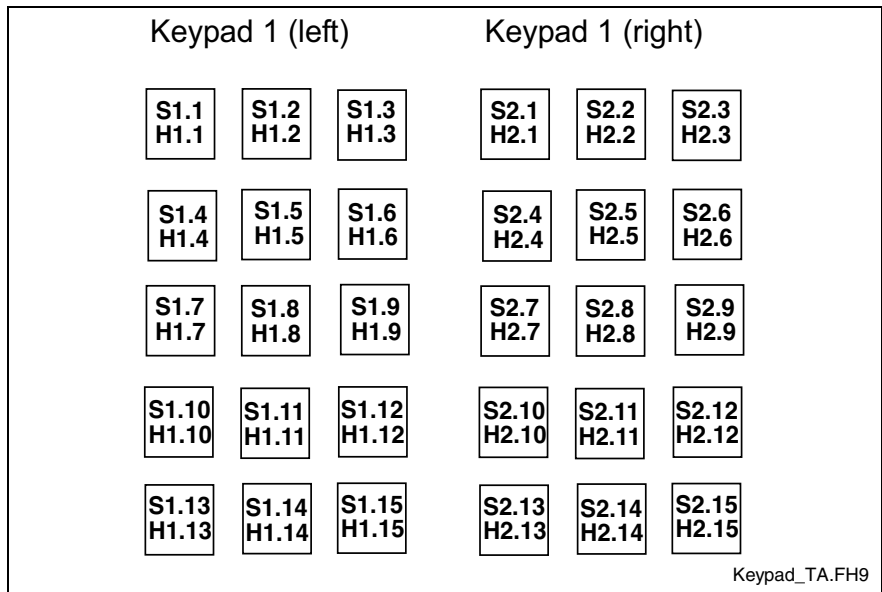 Keypad 1 (left) Keypad 1 (right)
S1.1 S1.2 S1.3 S2.1 S2.2 S2.3
H1.1 H1.2 H1.3 H2.1 H2.2 H2.3
S1.4 S1.5 S1.6 S2.4 S2.5 S2.6
H1.4 H1.5 H1.6 H2.4 H2.5 H2.6
S1.7 S1.8 S1.9 S2.7 S2.8 S2.9
H1.7 H1.8 H1.9 H2.7 H2.8 H2.9
S1.10 S1.11 S1.12 S2.10 S2.11 S2.12
H1.10 H1.11 H1.12 H2.10 H2.11 H2.12
S1.13 S1.14 S1.15 S2.13 S2.14 S2.15
H1.13 H1.14 H1.15 H2.13 H2.14 H2.15
Keypad_TA.FH9